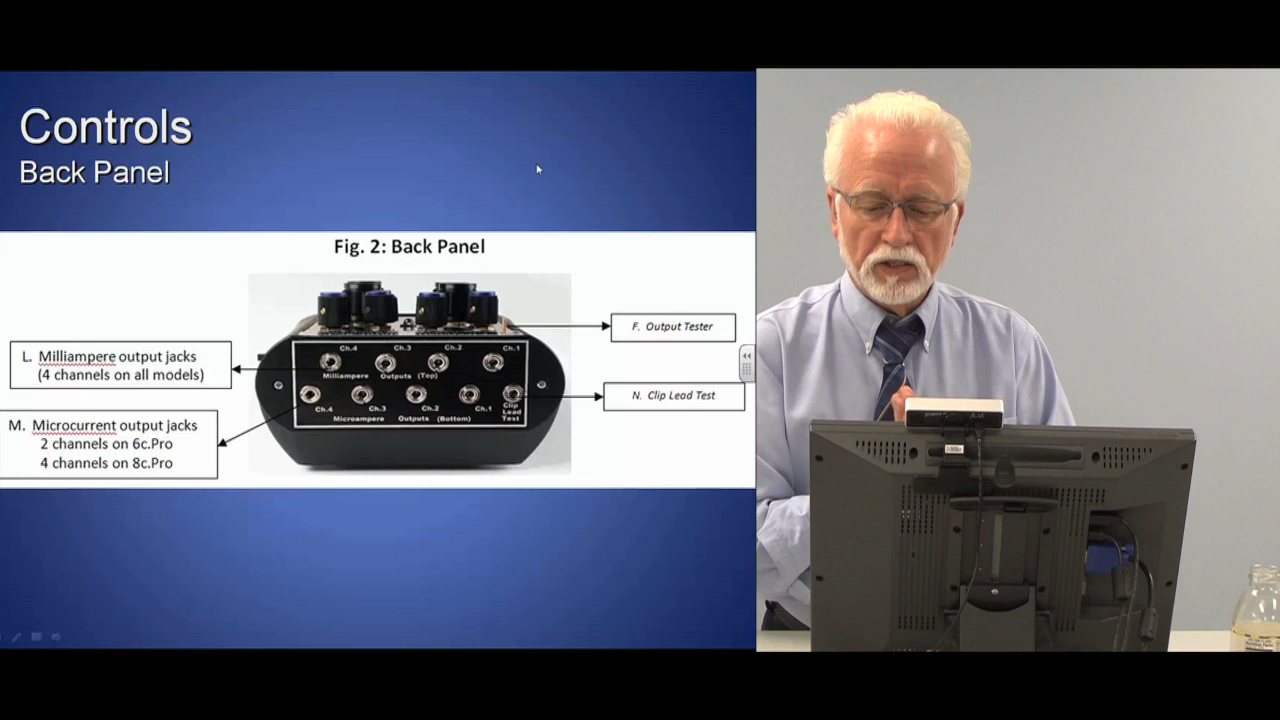 Controls
Back Panel
Fig. 2: Back Panel
F. Output Tester
L. Milliampere output jacks
(4 channels on all models)
Ch.4 Ch.3 Ch.2 Ch.1
Milliampere Outputs (Top)
N. Clip Lead Test
Ch.4 Ch.3 Ch.2 Ch.1 Clip
Lead
Test
Microampere Outputs (Bottom)
M. Microcurrent output jacks
2 channels on 6c.Pro
4 channels on 8c.Pro